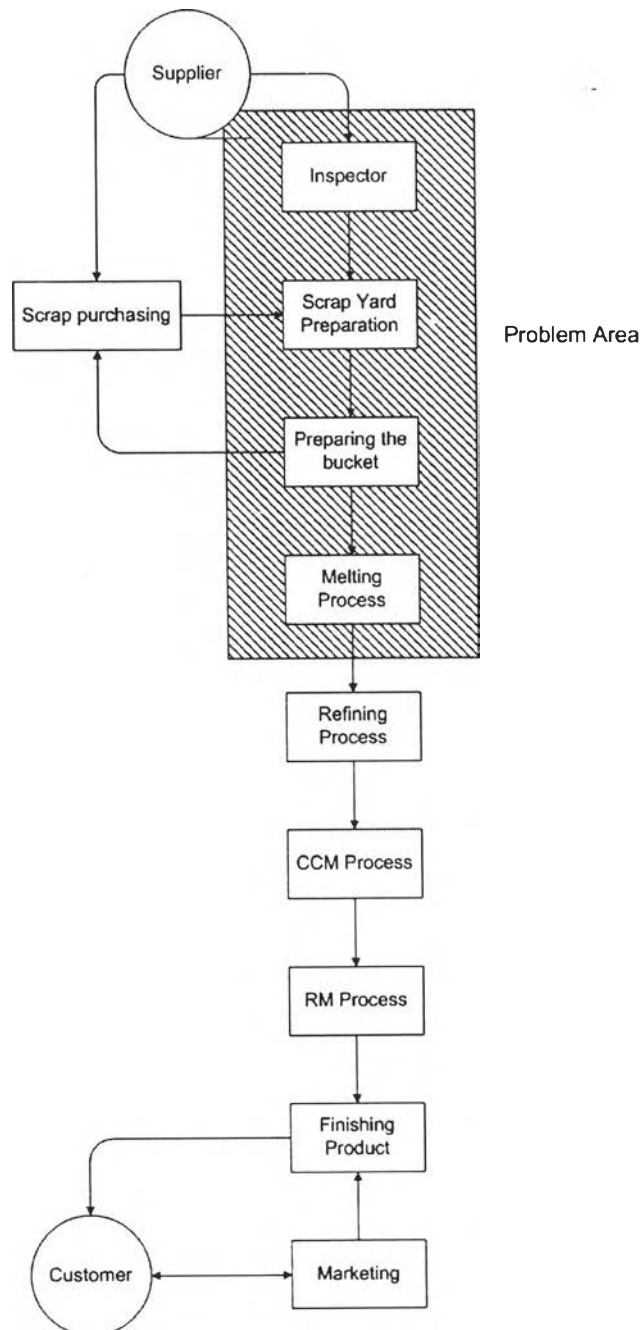 Supplier
Inspector
Scrap purchasing
Scrap Yard
Preparation
Problem Area
Preparing the
bucket
Melting
Process
Refining
Process
CCM Process
RM Process
Finishing
Product
Customer
Marketing